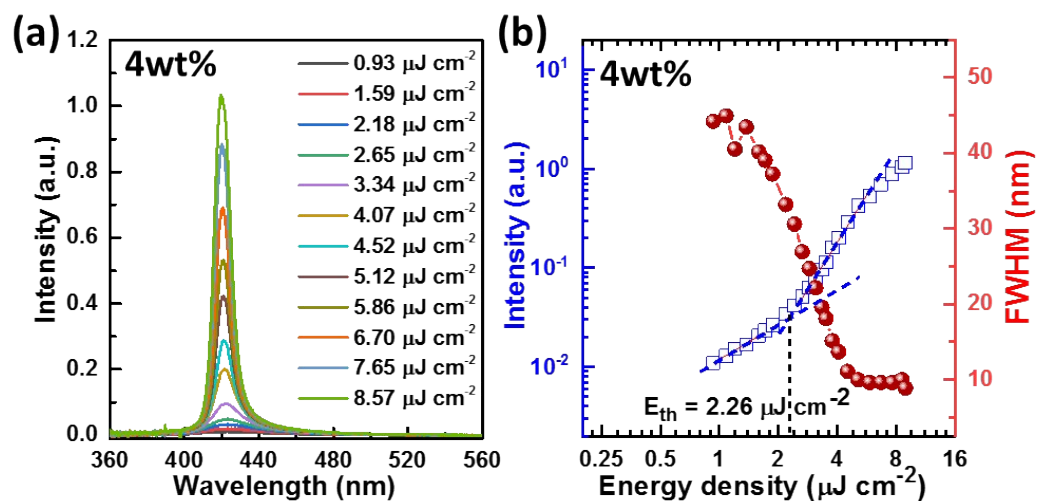 (a)
4wt%
1.2
1.0
0.8
0.6
0.4
0.2
0.0
Intensity (a.u.)
0.93 μJ cm⁻²
1.59 μJ cm⁻²
2.18 μJ cm⁻²
2.65 μJ cm⁻²
3.34 μJ cm⁻²
4.07 μJ cm⁻²
4.52 μJ cm⁻²
5.12 μJ cm⁻²
5.86 μJ cm⁻²
6.70 μJ cm⁻²
7.65 μJ cm⁻²
8.57 μJ cm⁻²
360 400 440 480 520 560
Wavelength (nm)
(b)
4wt%
10¹
10⁰
10⁻¹
10⁻²
Intensity (a.u.)
Eth = 2.26 μJ cm⁻²
50
40
30
20
10
FWHM (nm)
0.25 0.5 1 2 4 8 16
Energy density (μJ cm⁻²)